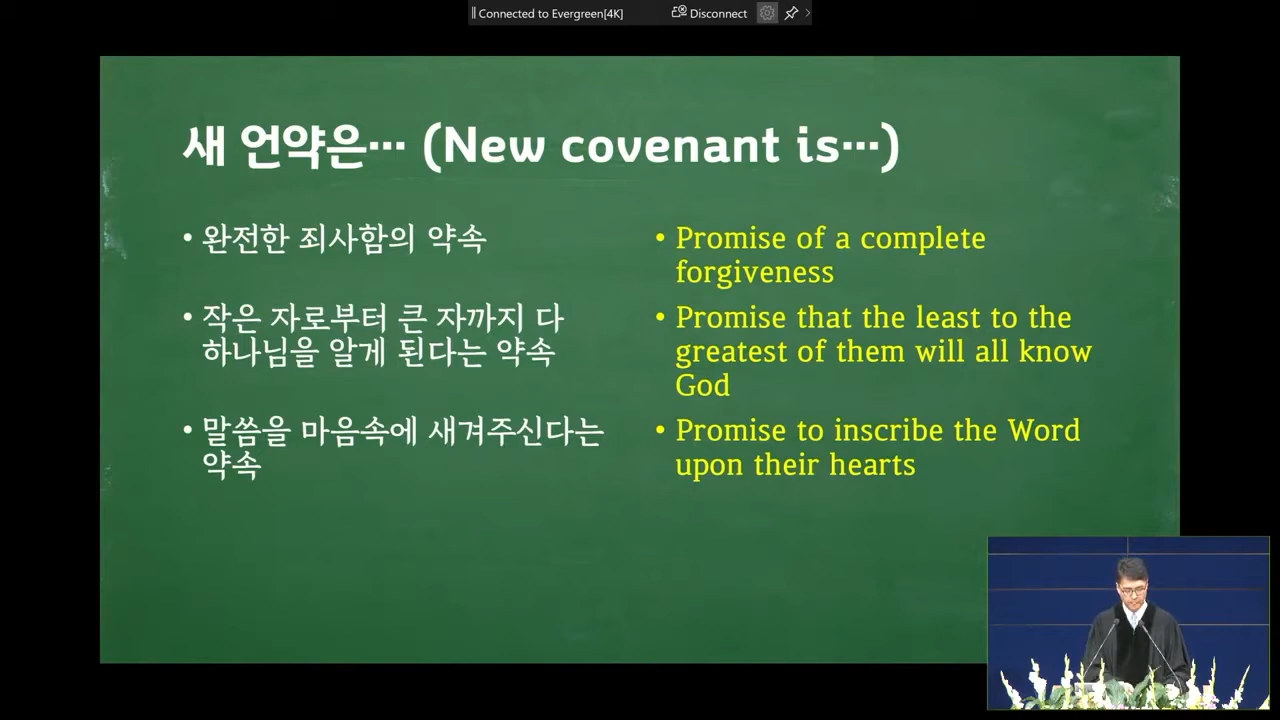 Connected to Evergreen[4K] Disconnect
새 언약은… (New covenant is…)
• 완전한 죄사함의 약속
• 작은 자로부터 큰 자까지 다
하나님을 알게 된다는 약속
• 말씀을 마음속에 새겨주신다는
약속
• Promise of a complete
forgiveness
• Promise that the least to the
greatest of them will all know
God
• Promise to inscribe the Word
upon their hearts